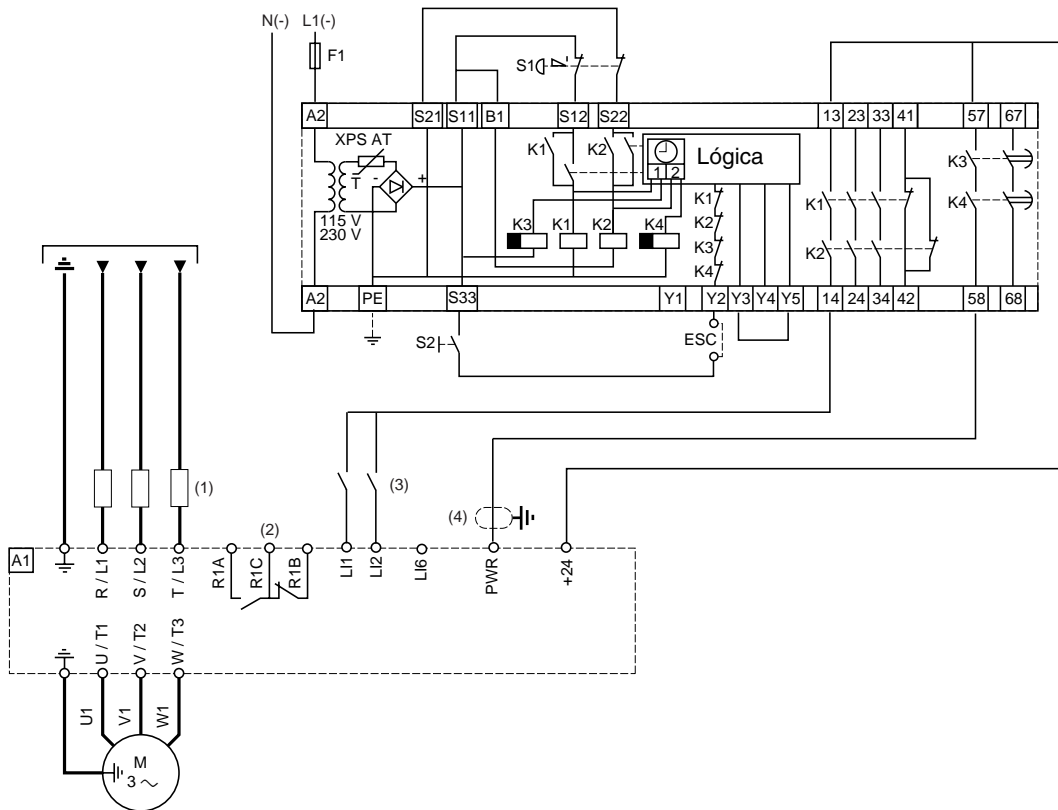 N(-) L1(-)
F1
S1
A2 S21 S11 B1 S12 S22 13 23 33 41 57 67
XPS AT
T - +
115 V
230 V
K1 K2
1 2
Lógica
K3 K1 K2 K4
K1
K2
K3
K4
K1
K2
K3
K4
A2 PE S33 Y1 Y2 Y3 Y4 Y5 14 24 34 42 58 68
S2
ESC
(1)
(2)
(3)
(4)
A1
R / L1
S / L2
T / L3
R1A
R1C
R1B
LI1
LI2
LI6
PWR
+24
U / T1
V / T2
W / T3
U1
V1
W1
M
3 ~